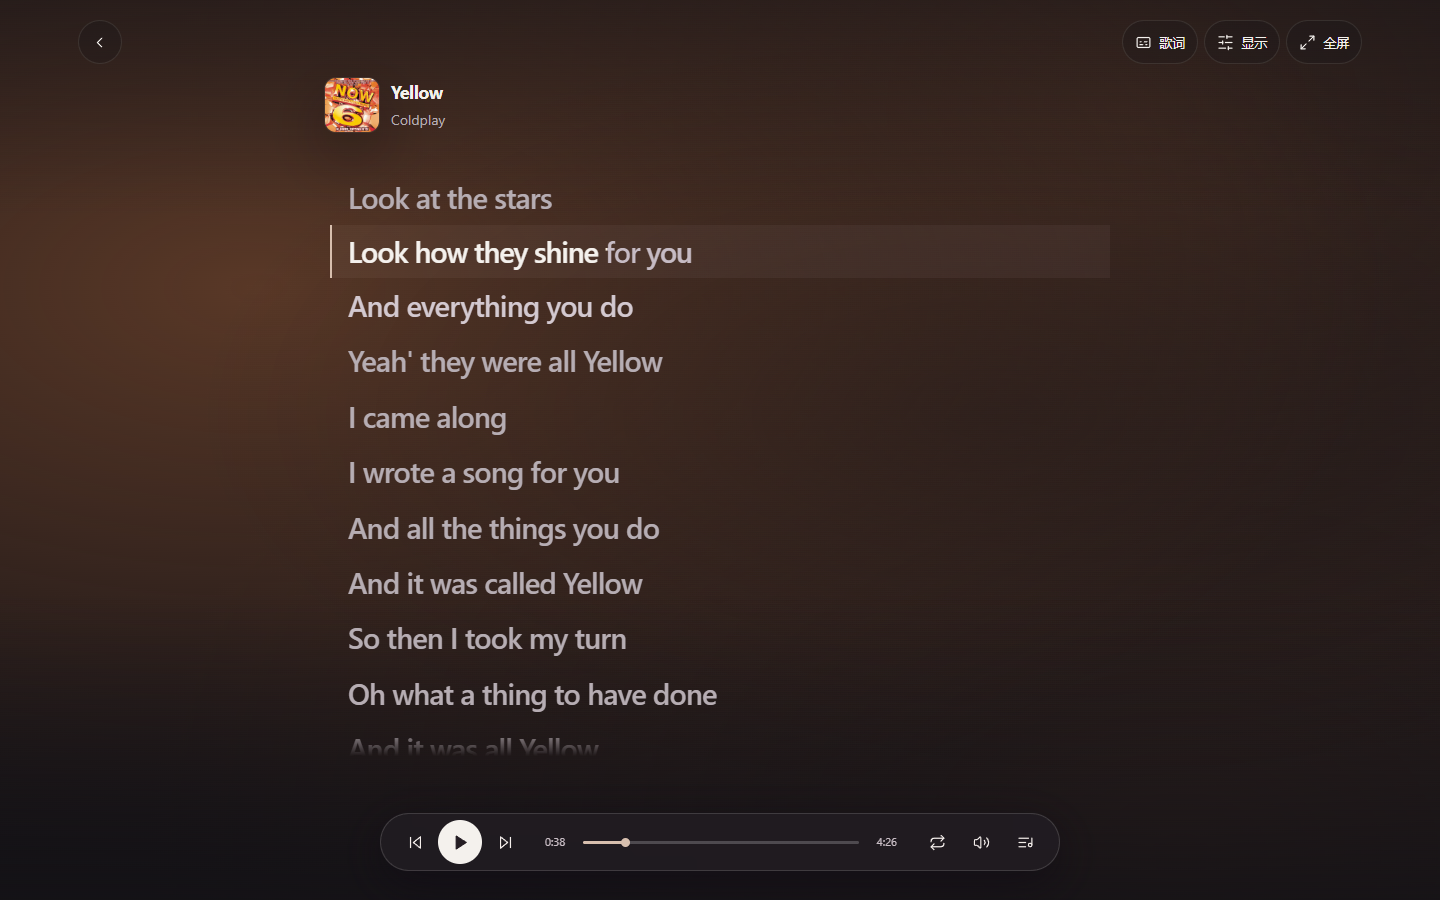 歌词
显示
全屏
NOW
6
Yellow
Coldplay
Look at the stars
Look how they shine for you
And everything you do
Yeah' they were all Yellow
I came along
I wrote a song for you
And all the things you do
And it was called Yellow
So then I took my turn
Oh what a thing to have done
And it was all Yellow
0:38
4:26